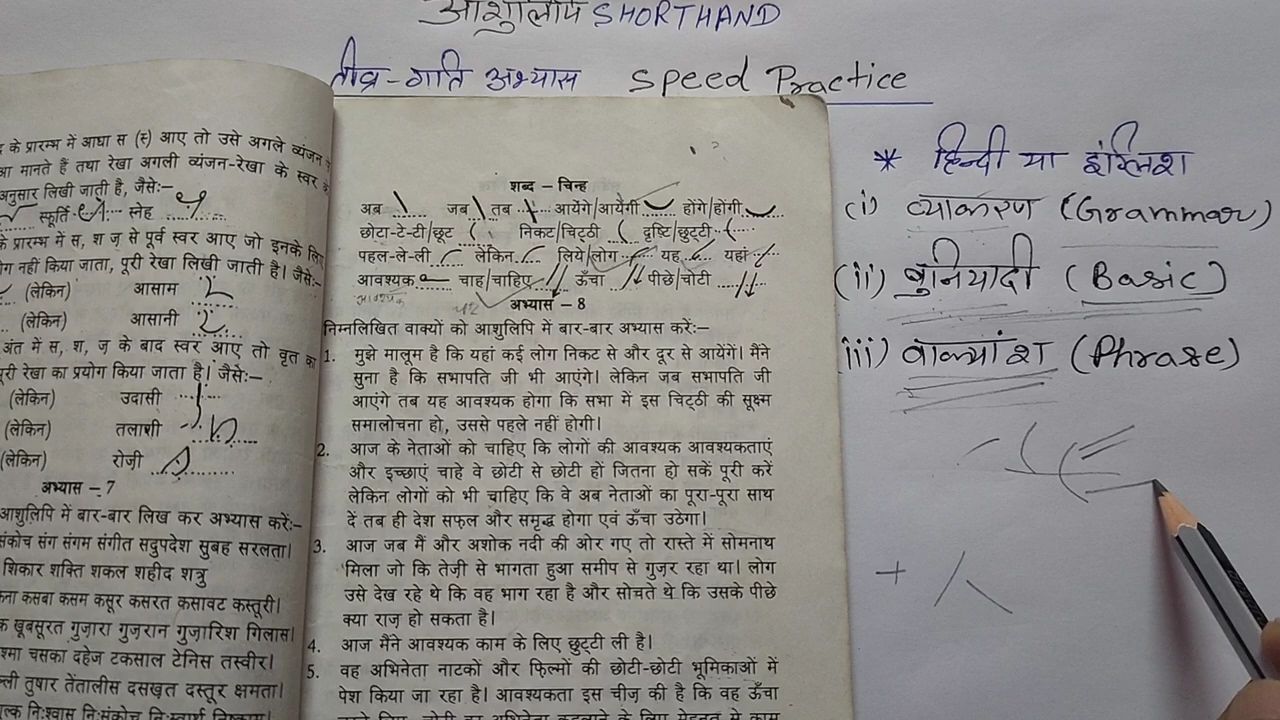 आशुलिपि SHORTHAND
तीव्र-गति अभ्यास Speed Practice
के प्रारम्भ में आधा स (स्) आए तो उसे अगले व्यंजन
मानते हैं तथा रेखा अगली व्यंजन-रेखा के स्वर के
अनुसार लिखी जाती है, जैसे:–
स्फूर्ति स्नेह
के प्रारम्भ में स, श ज़ से पूर्व स्वर आए जो इनके लिए
नहीं किया जाता, पूरी रेखा लिखी जाती है। जैसे:–
(लेकिन) आसाम
(लेकिन) आसानी
अंत में स, श, ज़ के बाद स्वर आए तो वृत का
पूरी रेखा का प्रयोग किया जाता है। जैसे:–
(लेकिन) उदासी
(लेकिन) तलाशी
(लेकिन) रोज़ी
अभ्यास – 7
आशुलिपि में बार-बार लिख कर अभ्यास करें:–
संकोच संग संगम संगीत सदुपदेश सुबह सरलता।
शिकार शक्ति शकल शहीद शत्रु
कसबा कसम कसूर कसरत कसावट कस्तूरी।
खूबसूरत गुज़ारा गुज़रान गुज़ारिश गिलास।
चसका दहेज टकसाल टेनिस तस्वीर।
तुषार तेंतालीस दसख़त दस्तूर क्षमता।
निःश्वास निःसंकोच निःस्वार्थ
शब्द – चिन्ह
अब जब तब आयेंगे/आयेगी होंगे/होगी
छोटा-टे-टी/छूट निकट/चिट्ठी दृष्टि/छुट्टी
पहल-ले-ली लेकिन लिये/लोग यह यहां
आवश्यक चाह/चाहिए ऊँचा पीछे/चोटी
अभ्यास – 8
निम्नलिखित वाक्यों को आशुलिपि में बार-बार अभ्यास करें:–
1. मुझे मालूम है कि यहां कई लोग निकट से और दूर से आयेंगें। मैंने
सुना है कि सभापति जी भी आएंगे। लेकिन जब सभापति जी
आएंगे तब यह आवश्यक होगा कि सभा में इस चिट्ठी की सूक्ष्म
समालोचना हो, उससे पहले नहीं होगी।
2. आज के नेताओं को चाहिए कि लोगों की आवश्यक आवश्यकताएं
और इच्छाएं चाहे वे छोटी से छोटी हों जितना हो सकें पूरी करें
लेकिन लोगों को भी चाहिए कि वे अब नेताओं का पूरा-पूरा साथ
दें तब ही देश सफ़ल और समृद्ध होगा एवं ऊँचा उठेगा।
3. आज जब मैं और अशोक नदी की ओर गए तो रास्ते में सोमनाथ
मिला जो कि तेज़ी से भागता हुआ समीप से गुज़र रहा था। लोग
उसे देख रहे थे कि वह भाग रहा है और सोचते थे कि उसके पीछे
क्या राज़ हो सकता है।
4. आज मैंने आवश्यक काम के लिए छुट्टी ली है।
5. वह अभिनेता नाटकों और फ़िल्मों की छोटी-छोटी भूमिकाओं में
पेश किया जा रहा है। आवश्यकता इस चीज़ की है कि वह ऊँचा
* हिन्दी या इंग्लिश
(i) व्याकरण (Grammar)
(ii) बुनियादी (Basic)
(iii) वाक्यांश (Phrase)